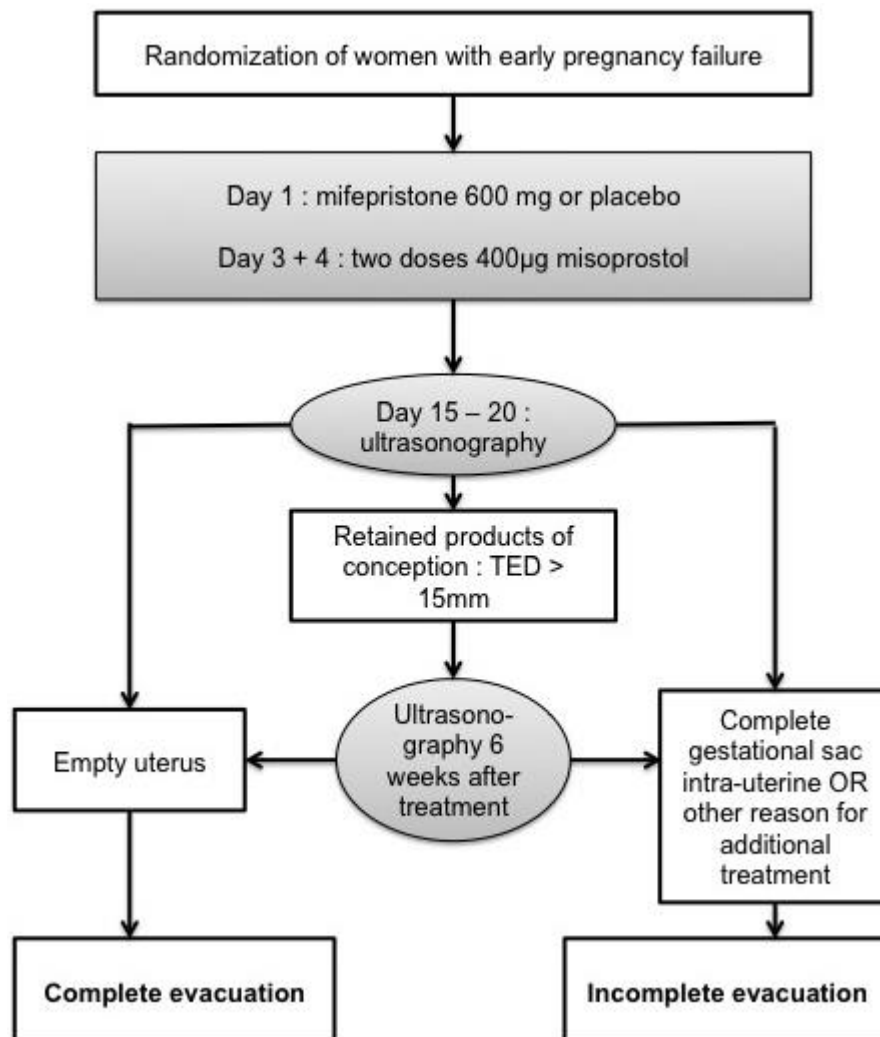 Randomization of women with early pregnancy failure
Day 1 : mifepristone 600 mg or placebo
Day 3 + 4 : two doses 400µg misoprostol
Day 15 – 20 :
ultrasonography
Retained products of
conception : TED >
15mm
Empty uterus
Ultrasono-
graphy 6
weeks after
treatment
Complete
gestational sac
intra-uterine OR
other reason for
additional
treatment
Complete evacuation
Incomplete evacuation